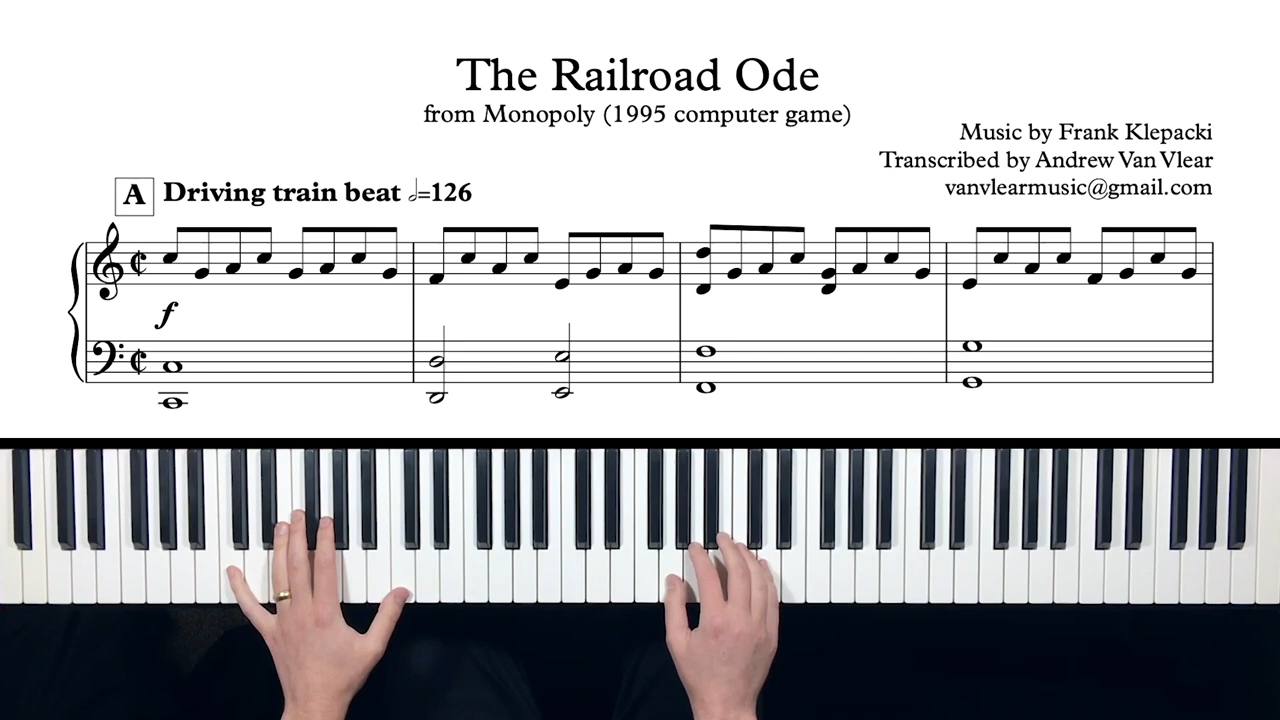 The Railroad Ode
from Monopoly (1995 computer game)
Music by Frank Klepacki
Transcribed by Andrew Van Vlear
vanvlearmusic@gmail.com
A Driving train beat 𝅗𝅥=126
f